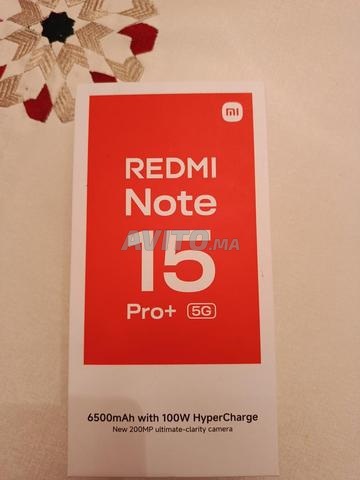 mi
REDMI
Note
15
AVITO.MA
Pro+ 5G
6500mAh with 100W HyperCharge
New 200MP ultimate-clarity camera